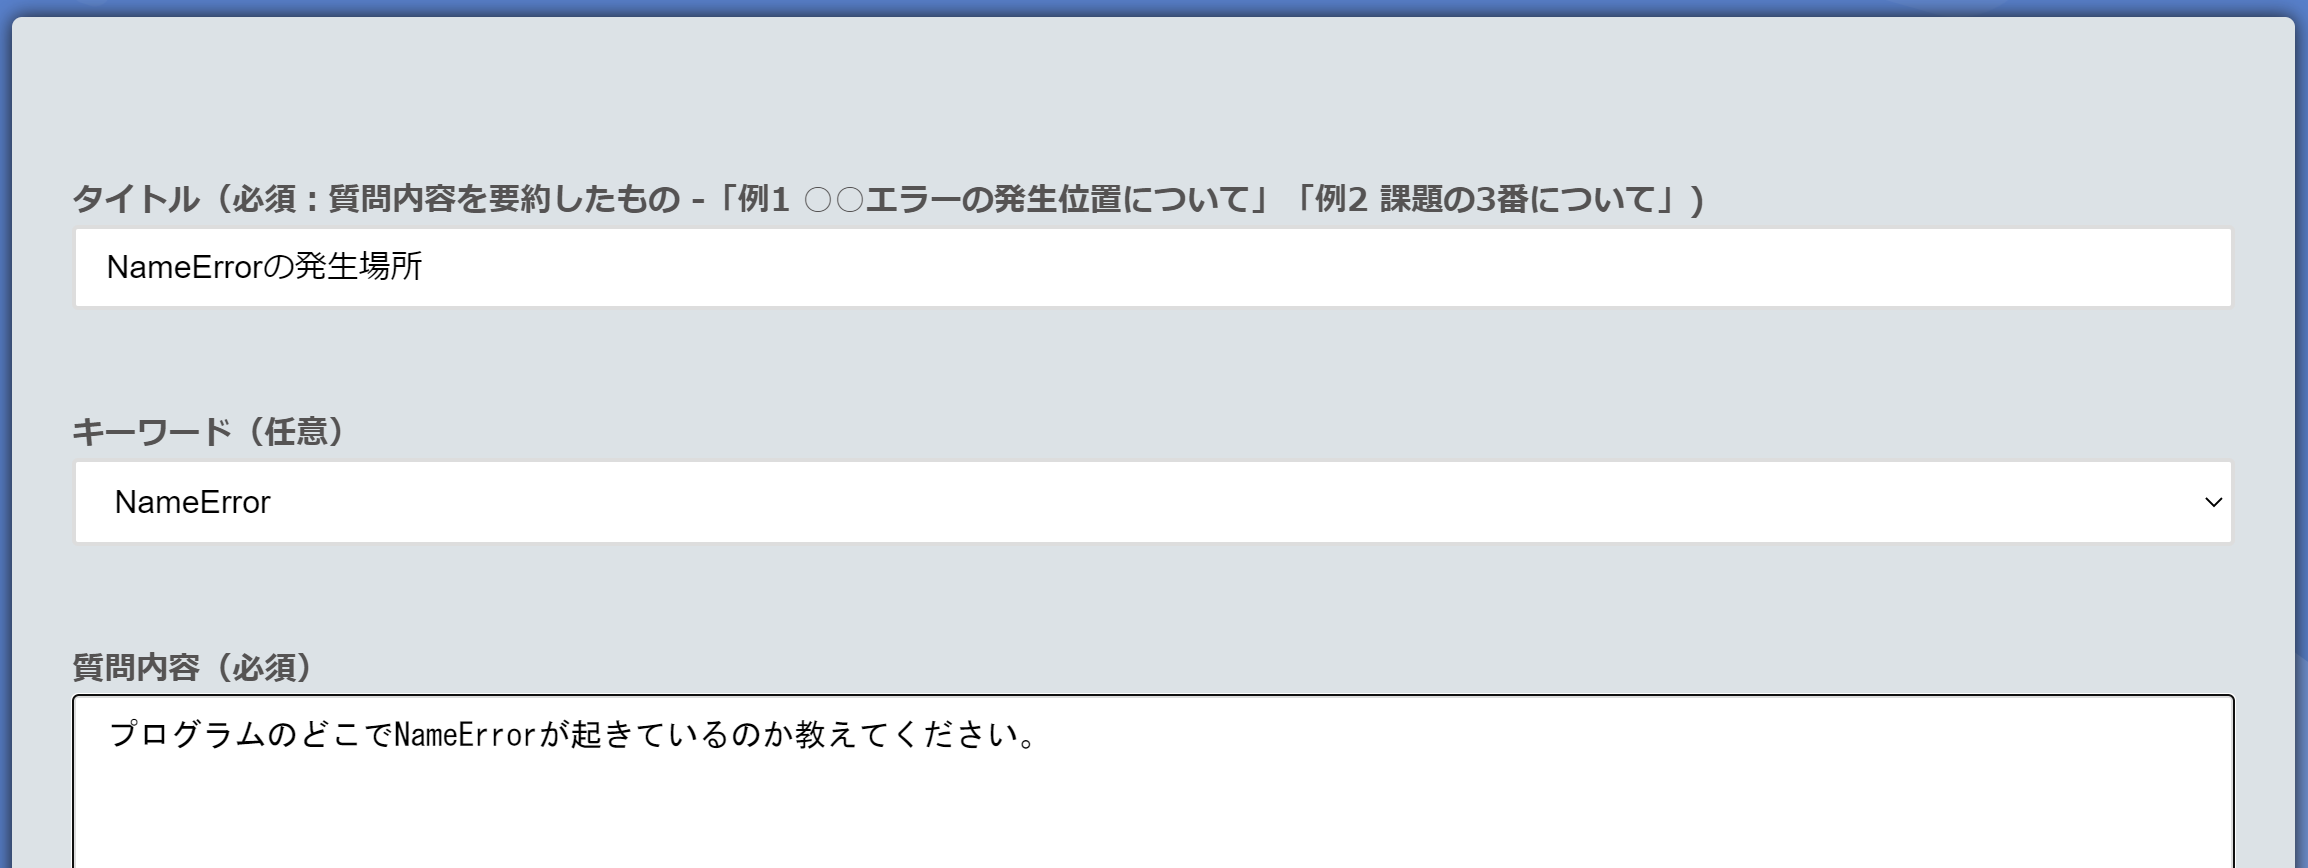 タイトル（必須：質問内容を要約したもの -「例1 ○○エラーの発生位置について」「例2 課題の3番について」)
NameErrorの発生場所
キーワード（任意）
NameError
質問内容（必須）
プログラムのどこでNameErrorが起きているのか教えてください。